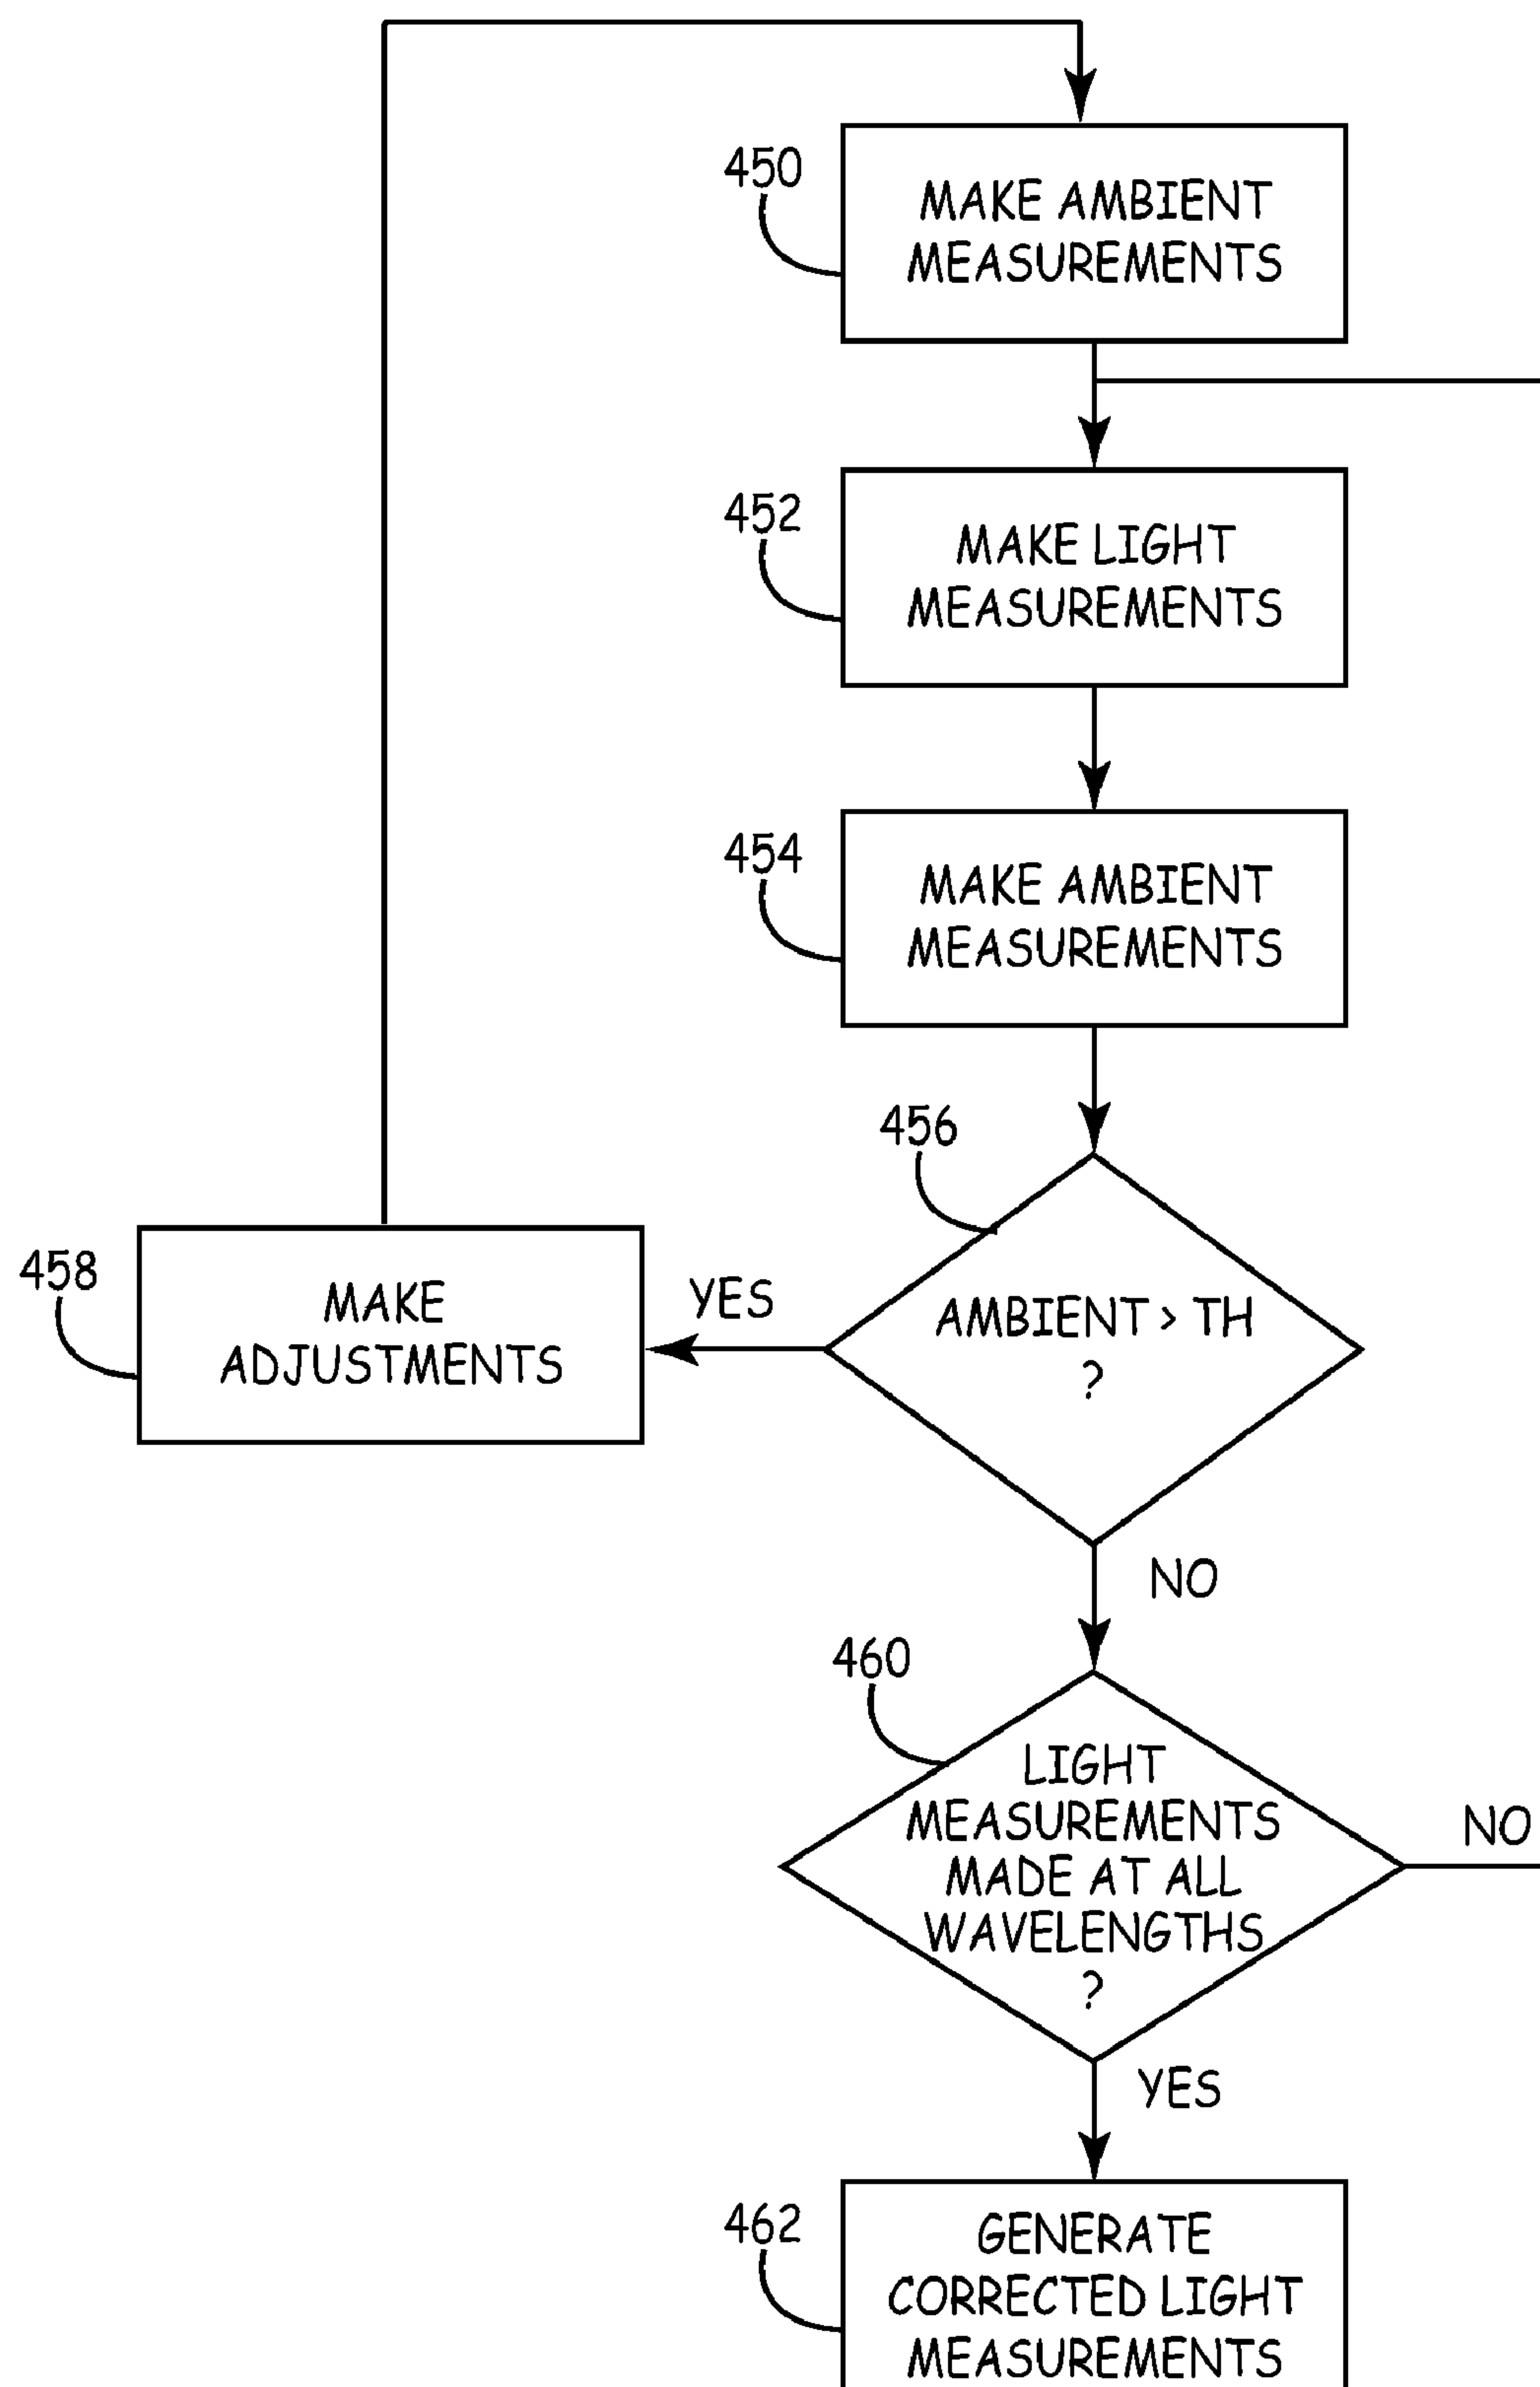 450
MAKE AMBIENT
MEASUREMENTS
452
MAKE LIGHT
MEASUREMENTS
454
MAKE AMBIENT
MEASUREMENTS
456
AMBIENT > TH
?
YES
458
MAKE
ADJUSTMENTS
NO
460
LIGHT
MEASUREMENTS
MADE AT ALL
WAVELENGTHS
?
NO
YES
462
GENERATE
CORRECTED LIGHT
MEASUREMENTS